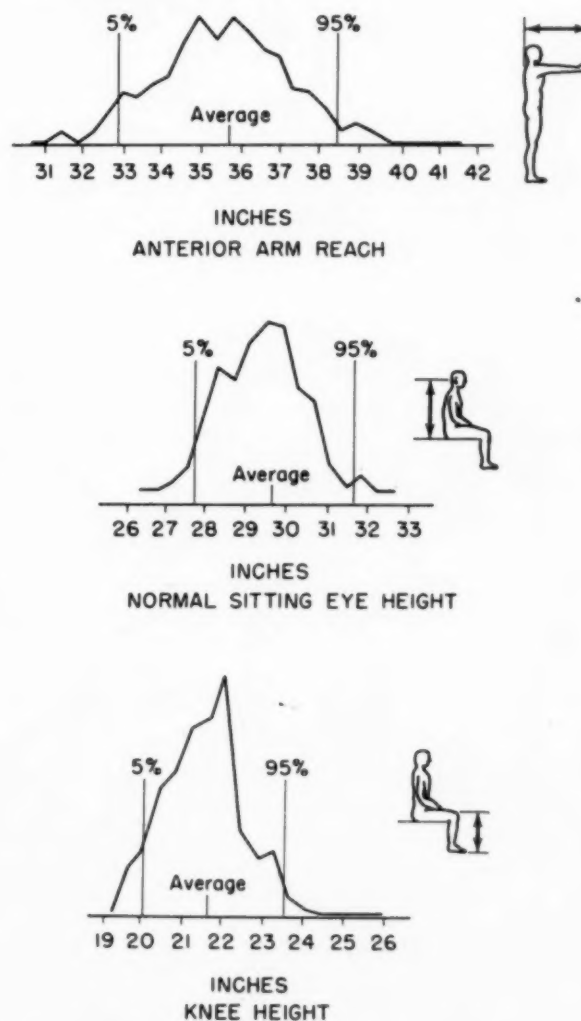 5% 95%
Average
31 32 33 34 35 36 37 38 39 40 41 42
INCHES
ANTERIOR ARM REACH
5% 95%
Average
26 27 28 29 30 31 32 33
INCHES
NORMAL SITTING EYE HEIGHT
5% 95%
Average
19 20 21 22 23 24 25 26
INCHES
KNEE HEIGHT